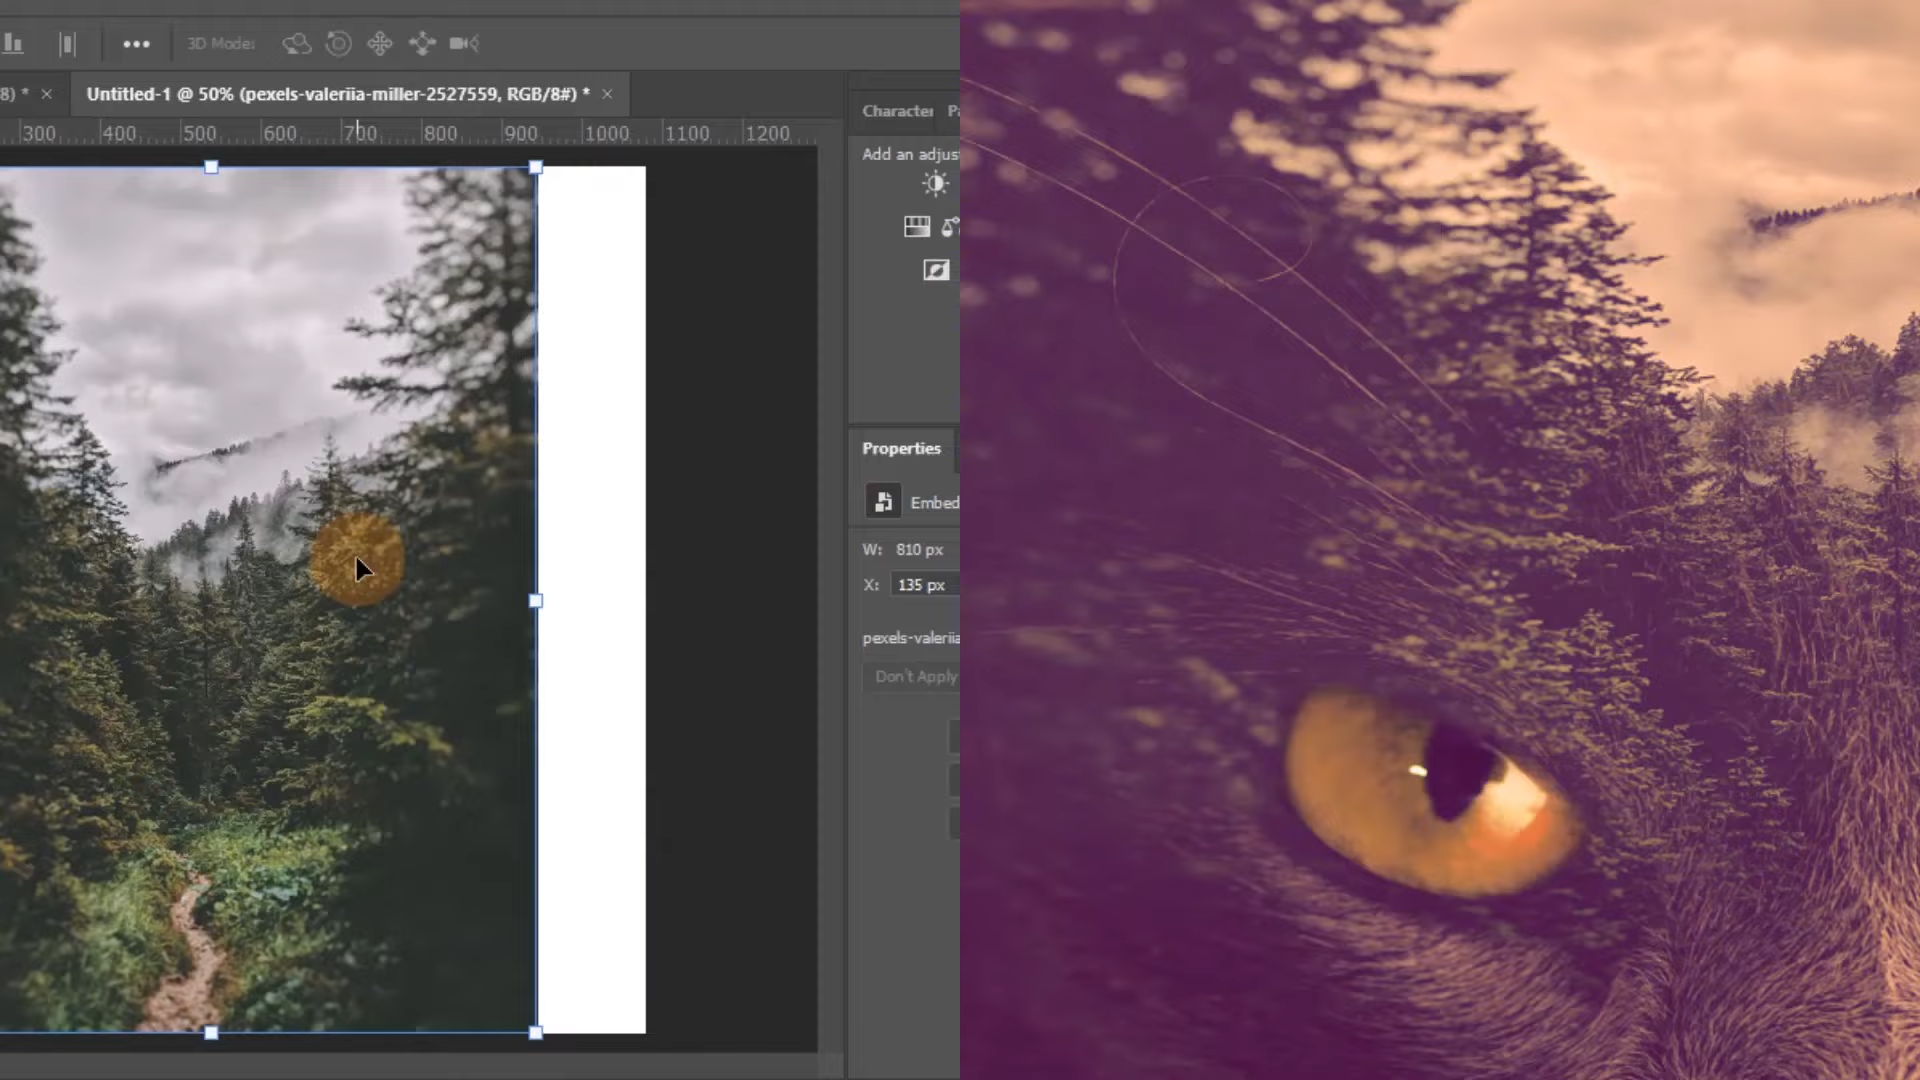 3D Mode:
8) * × Untitled-1 @ 50% (pexels-valeriia-miller-2527559, RGB/8#) * ×
300 400 500 600 700 800 900 1000 1100 1200
Character
Add an adjus
Properties
Embed
W: 810 px
X: 135 px
pexels-valeriia
Don't Apply